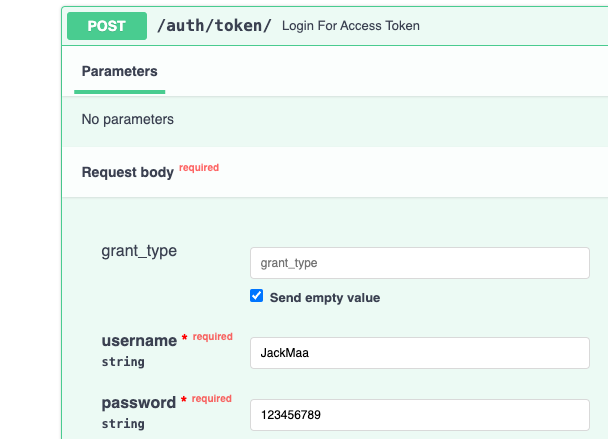 POST /auth/token/ Login For Access Token
Parameters
No parameters
Request body required
grant_type
grant_type
Send empty value
username * required
string
JackMaa
password * required
string
123456789